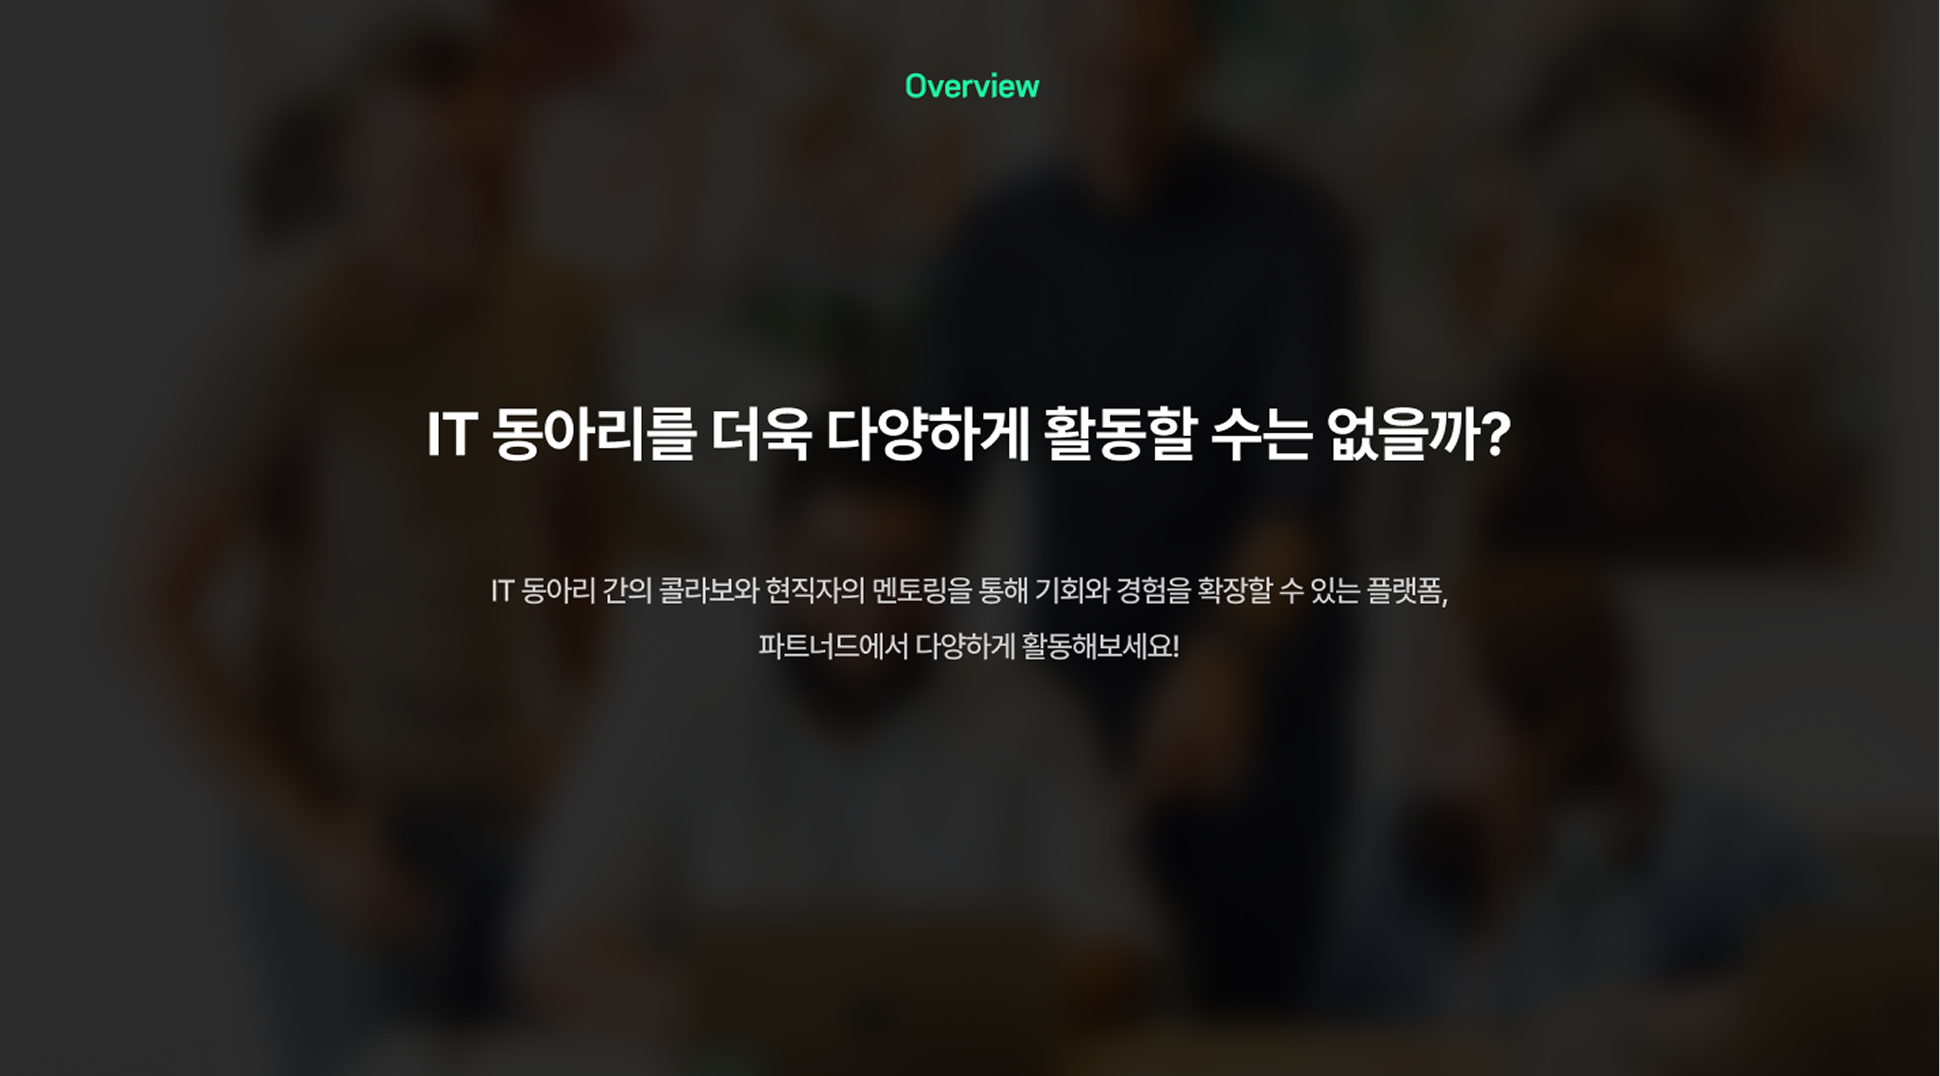 Overview
IT 동아리를 더욱 다양하게 활동할 수는 없을까?
IT 동아리 간의 콜라보와 현직자의 멘토링을 통해 기회와 경험을 확장할 수 있는 플랫폼,
파트너드에서 다양하게 활동해보세요!